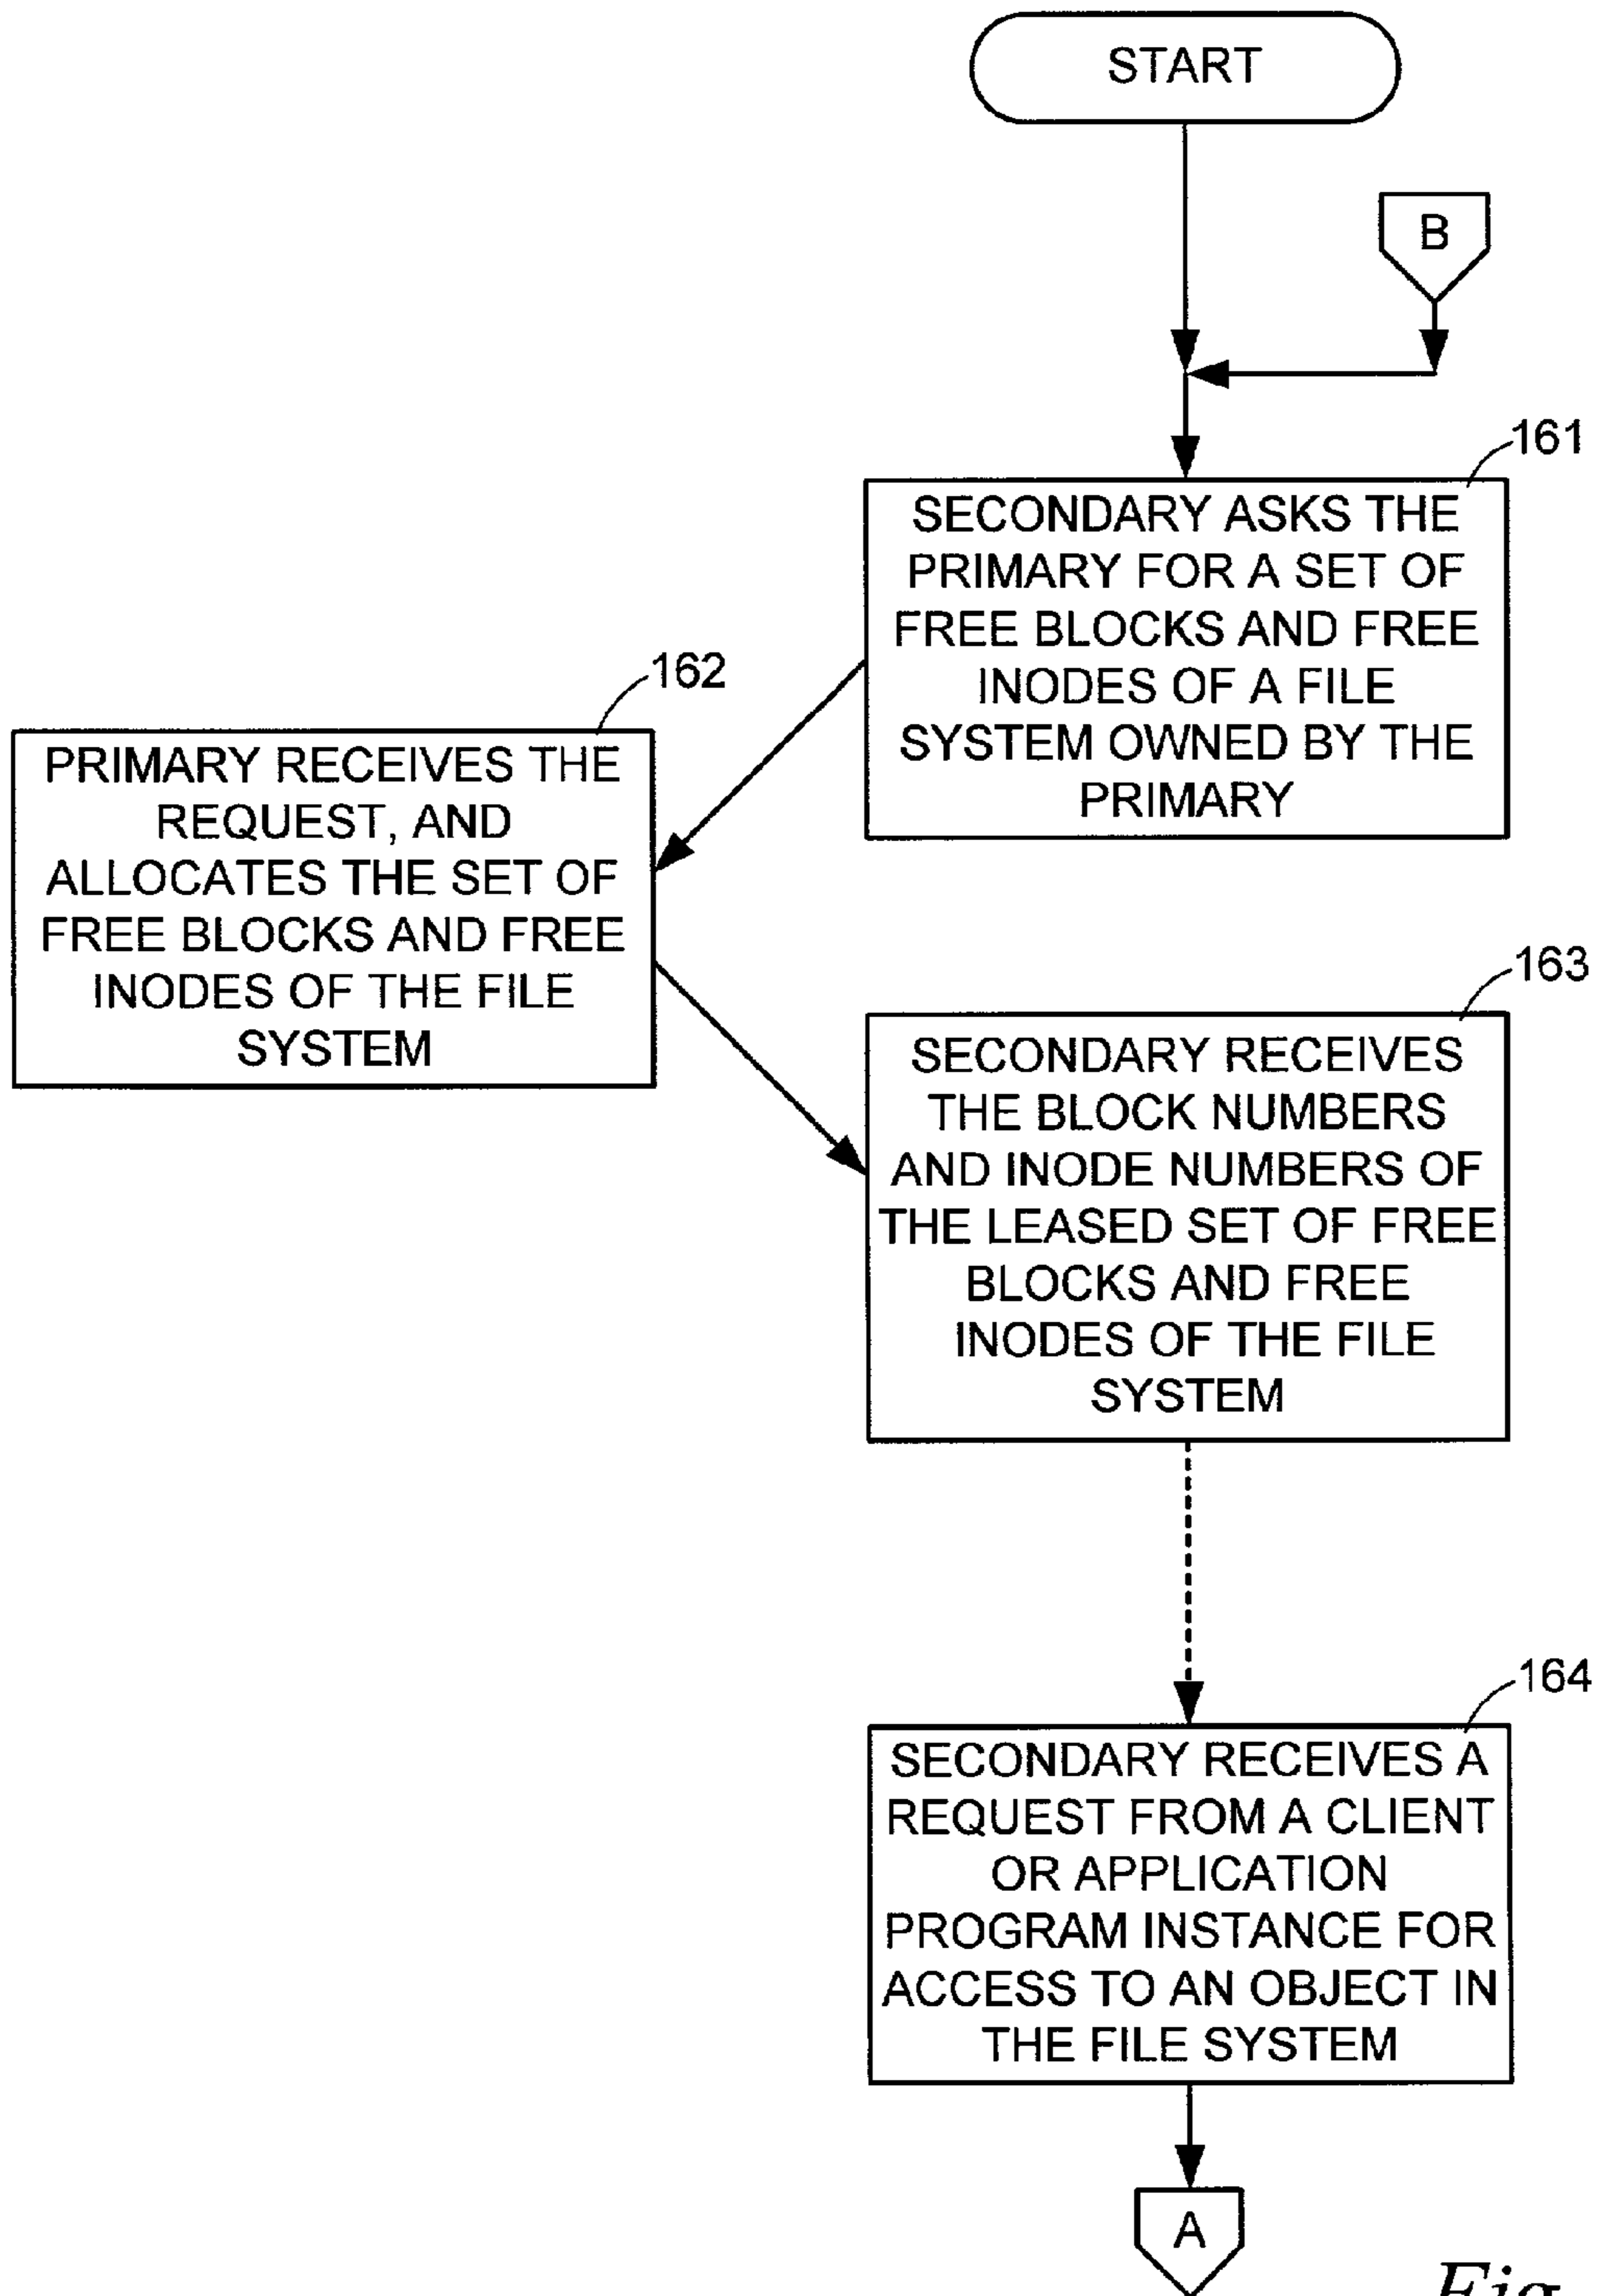 START
B
161
SECONDARY ASKS THE
PRIMARY FOR A SET OF
FREE BLOCKS AND FREE
INODES OF A FILE
SYSTEM OWNED BY THE
PRIMARY
162
PRIMARY RECEIVES THE
REQUEST, AND
ALLOCATES THE SET OF
FREE BLOCKS AND FREE
INODES OF THE FILE
SYSTEM
163
SECONDARY RECEIVES
THE BLOCK NUMBERS
AND INODE NUMBERS OF
THE LEASED SET OF FREE
BLOCKS AND FREE
INODES OF THE FILE
SYSTEM
164
SECONDARY RECEIVES A
REQUEST FROM A CLIENT
OR APPLICATION
PROGRAM INSTANCE FOR
ACCESS TO AN OBJECT IN
THE FILE SYSTEM
A
Fig